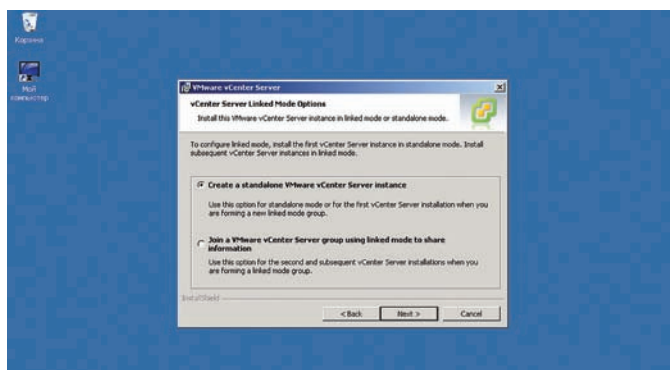 Корзина
Мой
компьютер
VMware vCenter Server
vCenter Server Linked Mode Options
Install this VMware vCenter Server instance in linked mode or standalone mode.
To configure linked mode, install the first vCenter Server instance in standalone mode. Install
subsequent vCenter Server instances in linked mode.
Create a standalone VMware vCenter Server instance
Use this option for standalone mode or for the first vCenter Server installation when you
are forming a new linked mode group.
Join a VMware vCenter Server group using linked mode to share
information
Use this option for the second and subsequent vCenter Server installations when you
are forming a linked mode group.
InstallShield
< Back Next > Cancel